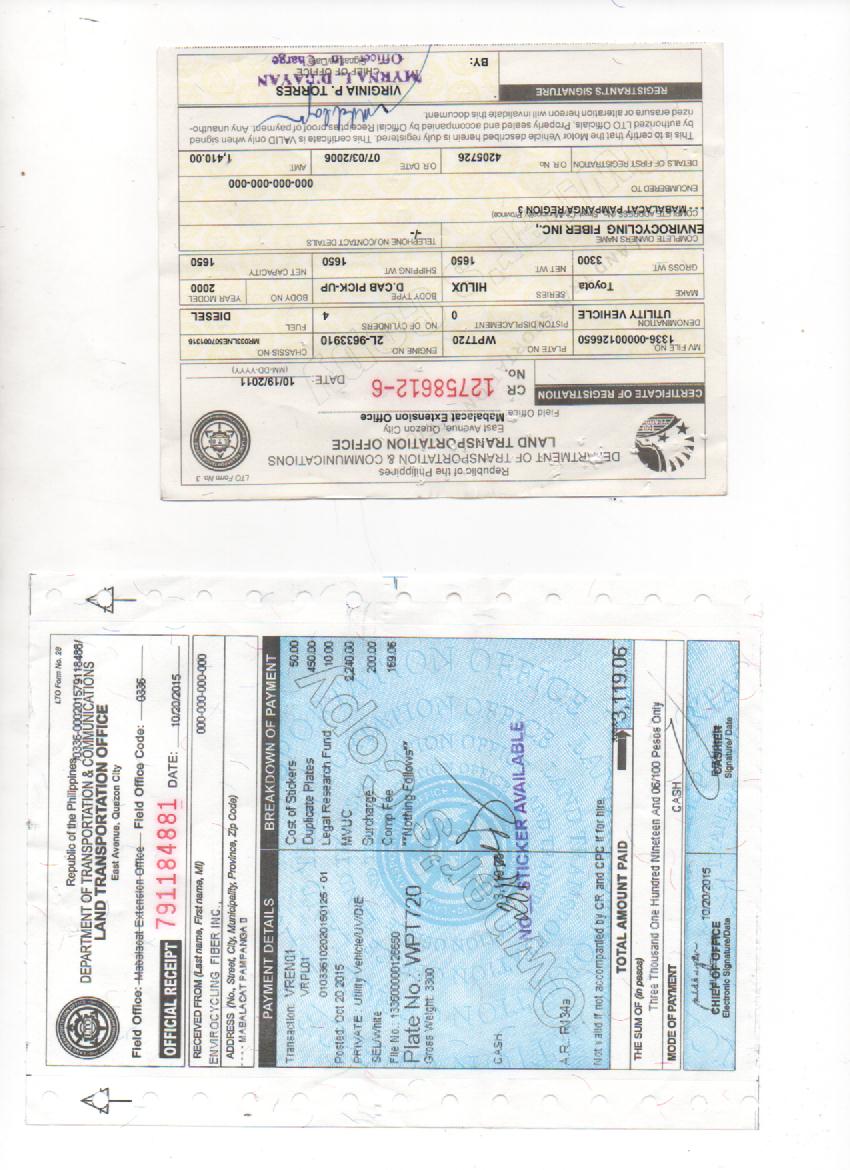 LTO Form No. 3
Republic of the Philippines
DEPARTMENT OF TRANSPORTATION & COMMUNICATIONS
LAND TRANSPORTATION OFFICE
East Avenue, Quezon City
Field Office: Mabalacat Extension Office
CERTIFICATE OF REGISTRATION
CR No. 12758612-6 DATE: 10/19/2011
(MM-DD-YYYY)
MV FILE NO. PLATE NO. ENGINE NO. CHASSIS NO.
1336-00000126650 WPT720 2L-9633910
DENOMINATION PISTON DISPLACEMENT NO. OF CYLINDERS FUEL
UTILITY VEHICLE 0 4 DIESEL
MAKE SERIES BODY TYPE BODY NO YEAR MODEL
Toyota HILUX D.CAB PICK-UP 2000
GROSS WT. NET WT. SHIPPING WT NET CAPACITY
3300 1650 1650 1650
COMPLETE OWNERS NAME TELEPHONE NO/CONTACT DETAILS
ENVIROCYCLING FIBER INC., -/-
COMPLETE ADDRESS (No., Street, City/Municipality, Province)
- - - - MABALACAT PAMPANGA REGION 3
ENCUMBERED TO
000-000-000-000
DETAILS OF FIRST REGISTRATION O.R. No. O.R DATE AMT.
4205726 07/03/2006 1,410.00
This is to certify that the Motor Vehicle described herein is duly registered. This certificate is VALID only when signed
by authorized LTO Officials, Properly sealed and accompanied by Official Receipt as proof of payment. Any unautho-
rized erasure or alteration hereon will invalidate this document.
REGISTRANT'S SIGNATURE
BY:
VIRGINIA P. TORRES
CHIEF OF OFFICE
Signature/Date
Officer In Charge
LTO Form No. 28
Republic of the Philippines
DEPARTMENT OF TRANSPORTATION & COMMUNICATIONS
LAND TRANSPORTATION OFFICE
East Avenue, Quezon City
Field Office: Mabalacat Extension Office Field Office Code: 0336
OFFICIAL RECEIPT 791184881 DATE: 10/20/2015
RECEIVED FROM (Last name, First name, MI) 000-000-000-000
ENVIROCYCLING FIBER INC.,
ADDRESS (No., Street, City, Municipality, Province, Zip Code)
- - - - MABALACAT PAMPANGA
PAYMENT DETAILS
Transaction: VREN01
VRPL01
Posted: Oct 20 2015
PRIVATE Utility Vehicle/UV/DIE
SEL/White
File No.: 133600000126650
Plate No.: WPT720
Gross Weight: 3300
CASH 3,119.06
A.R. R134a
Not valid if not accompanied by CR and CPC if for hire.
BREAKDOWN OF PAYMENT
Cost of Stickers 50.00
Duplicate Plates 450.00
Legal Research Fund 10.00
MVUC 2,240.00
Surcharge 200.00
Comp Fee 169.06
**Nothing Follows**
Owner's Copy
NO STICKER AVAILABLE
TOTAL AMOUNT PAID 3,119.06
THE SUM OF (in pesos)
Three Thousand One Hundred Nineteen And 06/100 Pesos Only
MODE OF PAYMENT CASH
10/20/2015
CHIEF OF OFFICE
Electronic Signature/Date
CASHIER
Signature/ Date